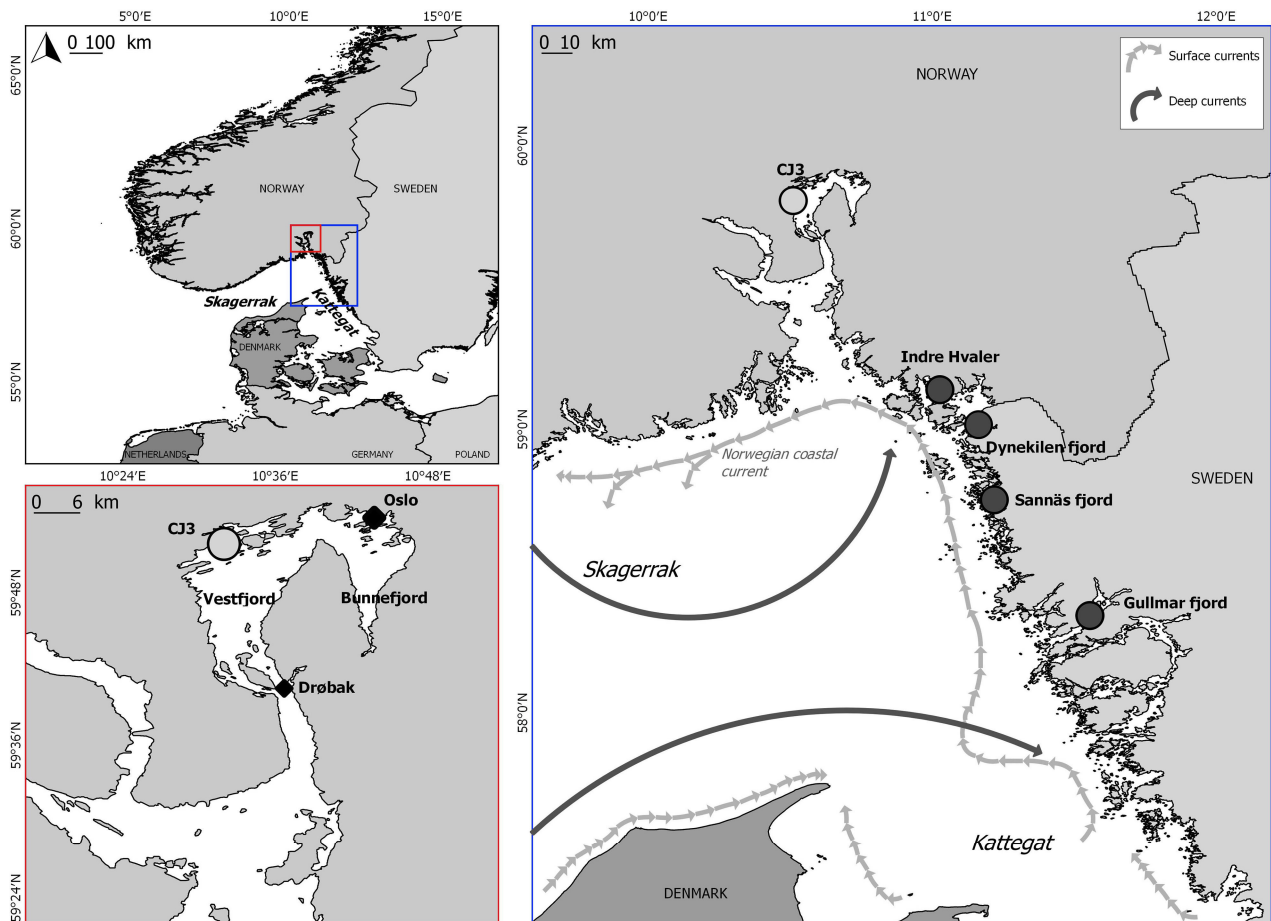 5°0'E
10°0'E
15°0'E
0 100 km
65°0'N
60°0'N
55°0'N
NORWAY
SWEDEN
Skagerrak
Kattegat
DENMARK
NETHERLANDS
GERMANY
POLAND
10°24'E
10°36'E
10°48'E
0 6 km
Oslo
CJ3
59°48'N
Vestfjord
Bunnefjord
Drøbak
59°36'N
59°24'N
10°0'E
11°0'E
12°0'E
0 10 km
NORWAY
Surface currents
Deep currents
60°0'N
CJ3
Indre Hvaler
59°0'N
Dynekilen fjord
Norwegian coastal
current
SWEDEN
Sannäs fjord
Skagerrak
Gullmar fjord
58°0'N
Kattegat
DENMARK